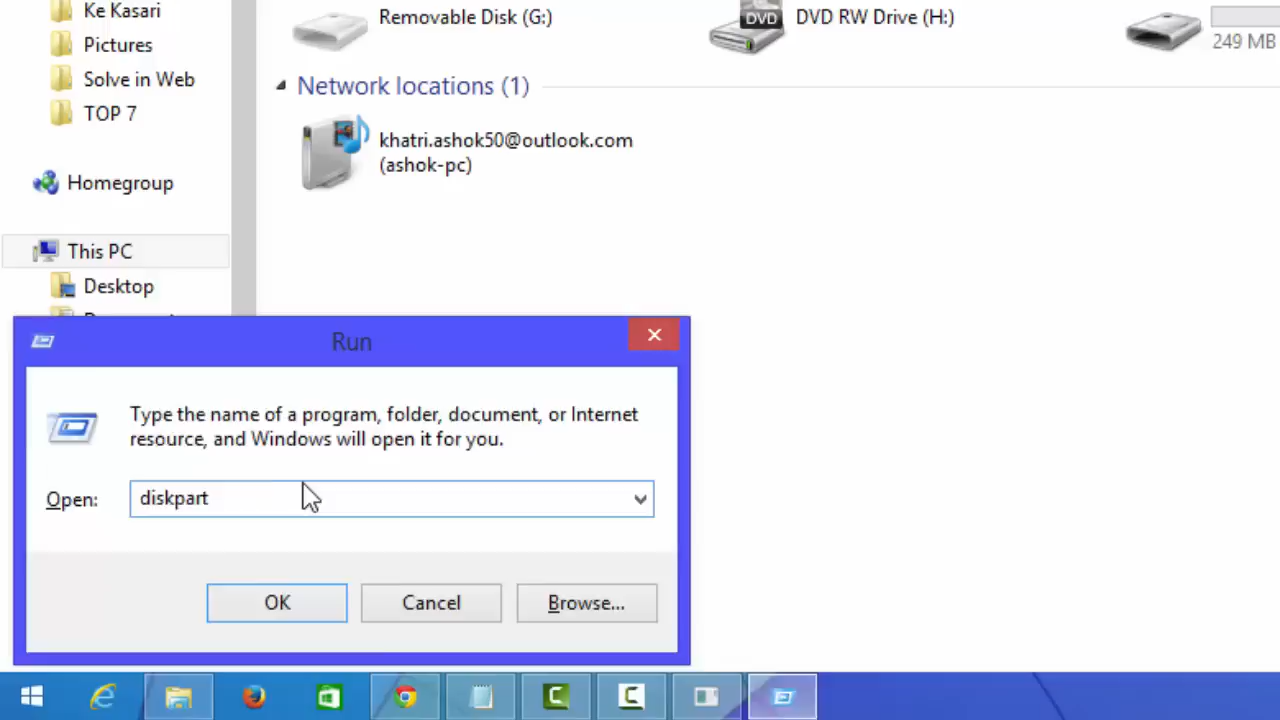 Ke Kasari
Pictures
Solve in Web
TOP 7
Homegroup
This PC
Desktop
Removable Disk (G:)
DVD
DVD RW Drive (H:)
249 MB
Network locations (1)
khatri.ashok50@outlook.com
(ashok-pc)
Run
Type the name of a program, folder, document, or Internet
resource, and Windows will open it for you.
Open: diskpart
OK Cancel Browse...